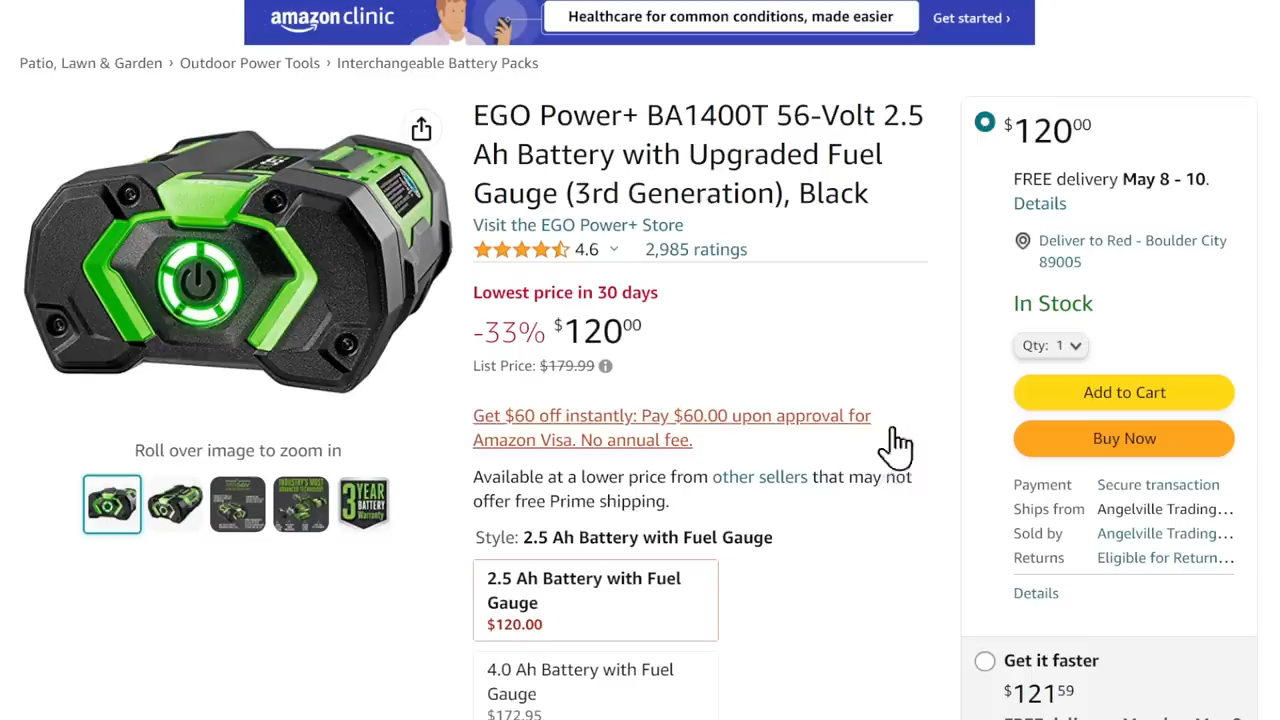 amazon clinic
Healthcare for common conditions, made easier
Get started ›
Patio, Lawn & Garden › Outdoor Power Tools › Interchangeable Battery Packs
EGO Power+ BA1400T 56-Volt 2.5
Ah Battery with Upgraded Fuel
Gauge (3rd Generation), Black
Visit the EGO Power+ Store
4.6 2,985 ratings
Lowest price in 30 days
-33% $120 00
List Price: $179.99
Get $60 off instantly: Pay $60.00 upon approval for
Amazon Visa. No annual fee.
Available at a lower price from other sellers that may not
offer free Prime shipping.
Style: 2.5 Ah Battery with Fuel Gauge
2.5 Ah Battery with Fuel
Gauge
$120.00
4.0 Ah Battery with Fuel
Gauge
$172.95
Roll over image to zoom in
INDUSTRY'S MOST
ADVANCED TECHNOLOGY
3 YEAR
BATTERY
Warranty
$120 00
FREE delivery May 8 - 10.
Details
Deliver to Red - Boulder City
89005
In Stock
Qty: 1
Add to Cart
Buy Now
Payment Secure transaction
Ships from Angelville Trading...
Sold by Angelville Trading...
Returns Eligible for Return...
Details
Get it faster
$121 59